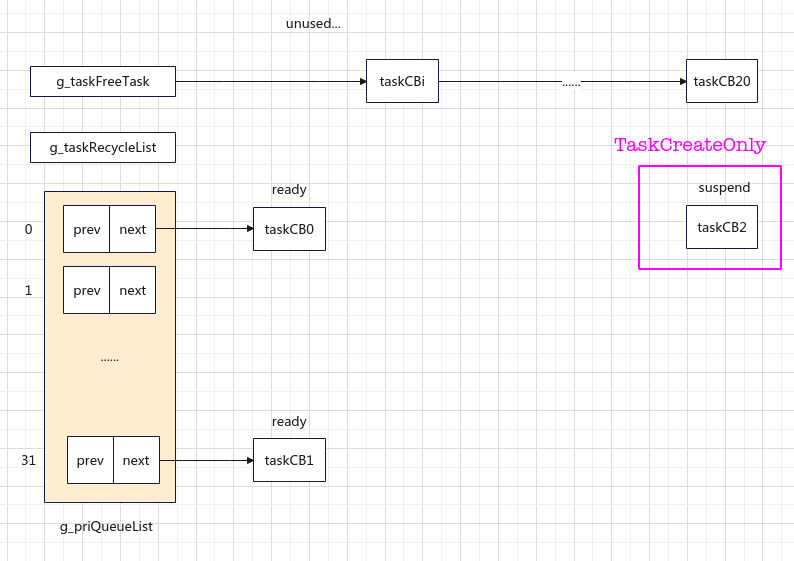 unused...
g_taskFreeTask
taskCBi
......
taskCB20
g_taskRecycleList
TaskCreateOnly
ready
suspend
0
prev
next
taskCB0
taskCB2
1
prev
next
......
ready
31
prev
next
taskCB1
g_priQueueList